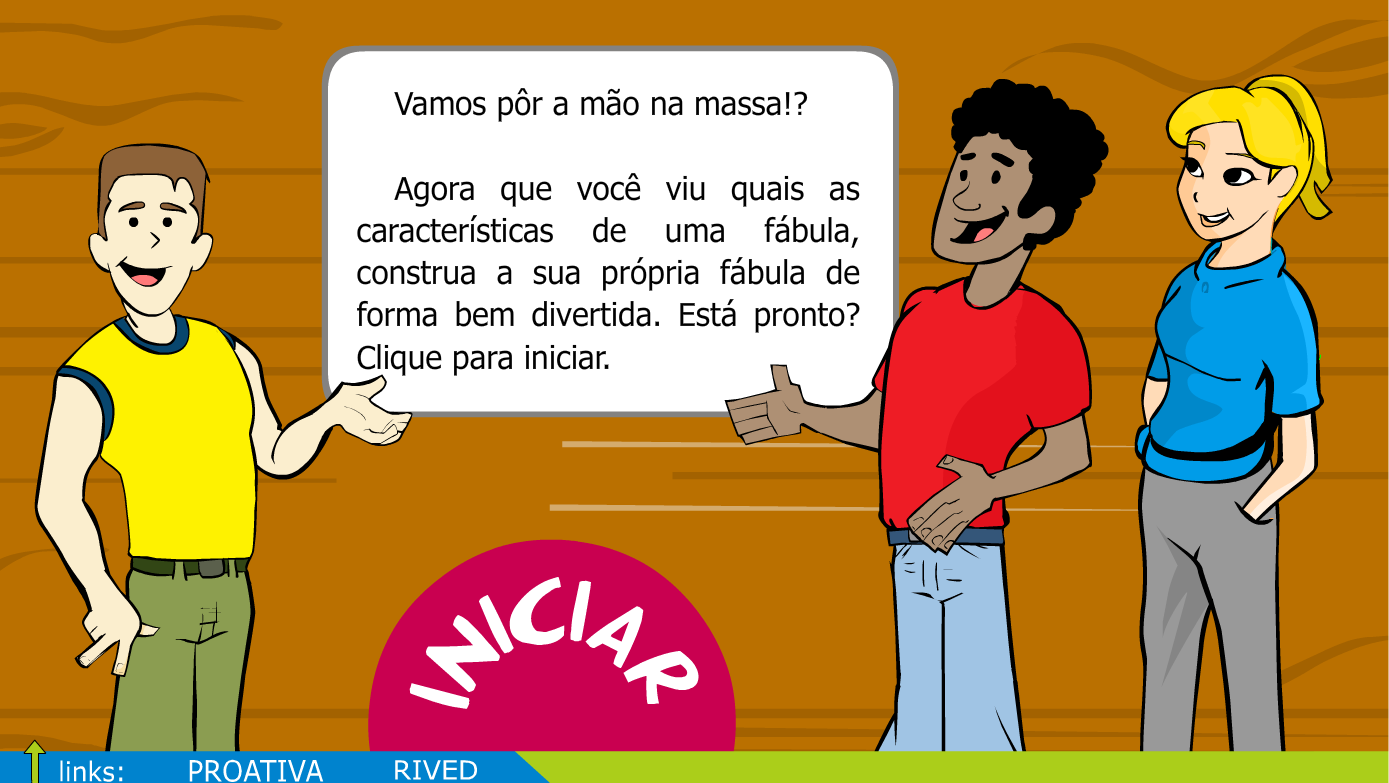 Vamos pôr a mão na massa!?
Agora que você viu quais as
características de uma fábula,
construa a sua própria fábula de
forma bem divertida. Está pronto?
Clique para iniciar.
INICIAR
links: PROATIVA RIVED